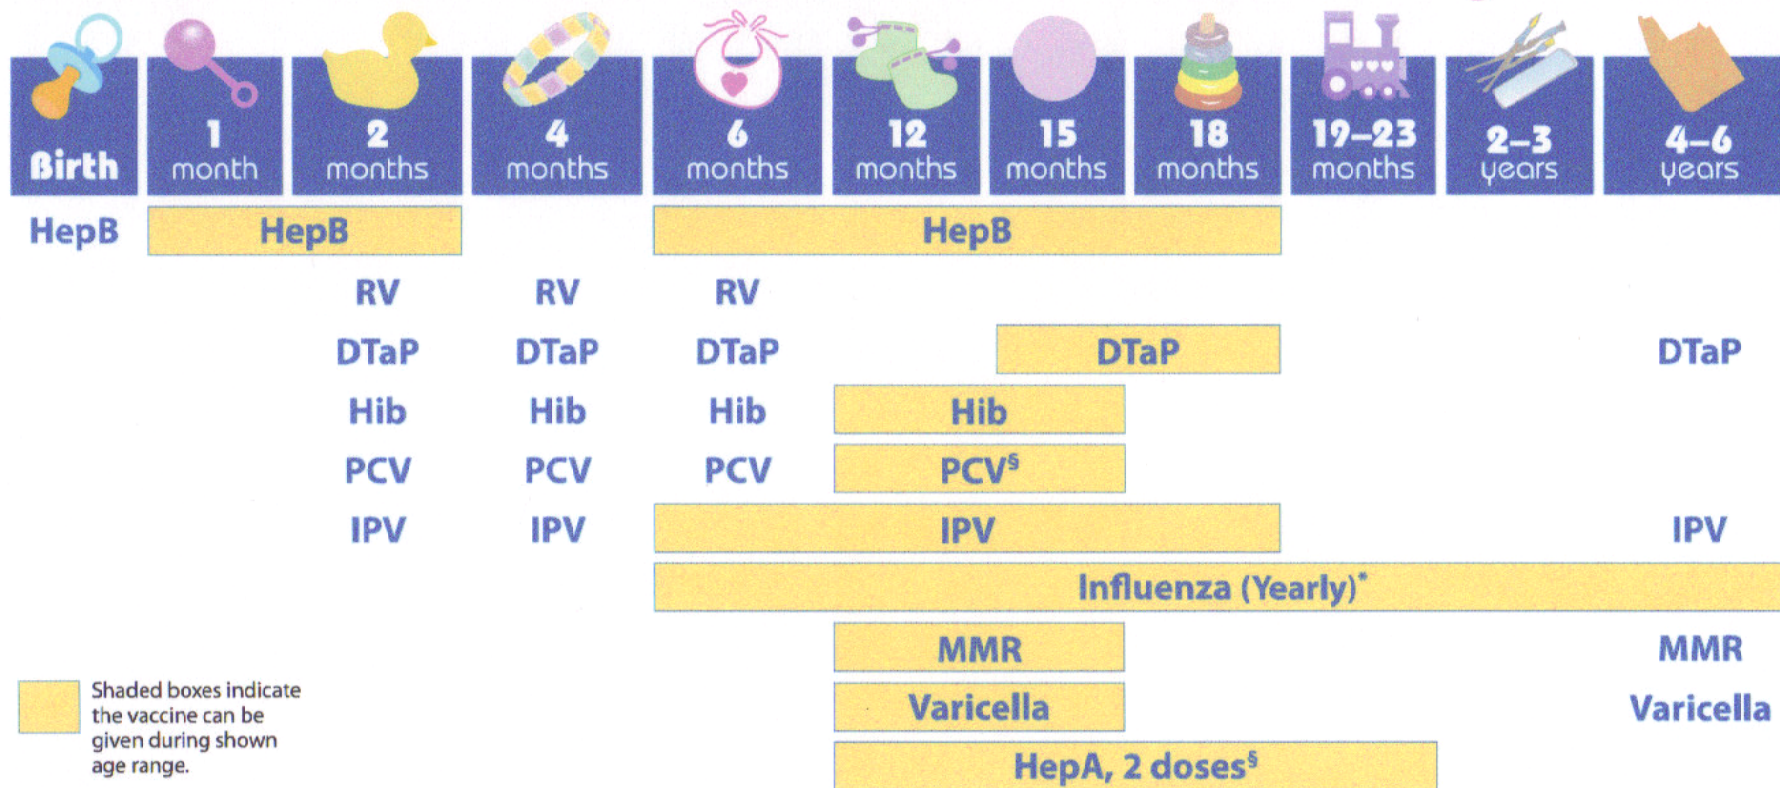 Birth
1
month
2
months
4
months
6
months
12
months
15
months
18
months
19–23
months
2–3
years
4–6
years
HepB HepB HepB
RV RV RV
DTaP DTaP DTaP DTaP DTaP
Hib Hib Hib Hib
PCV PCV PCV PCV§
IPV IPV IPV IPV
Influenza (Yearly)*
MMR MMR
Varicella Varicella
HepA, 2 doses§
Shaded boxes indicate
the vaccine can be
given during shown
age range.